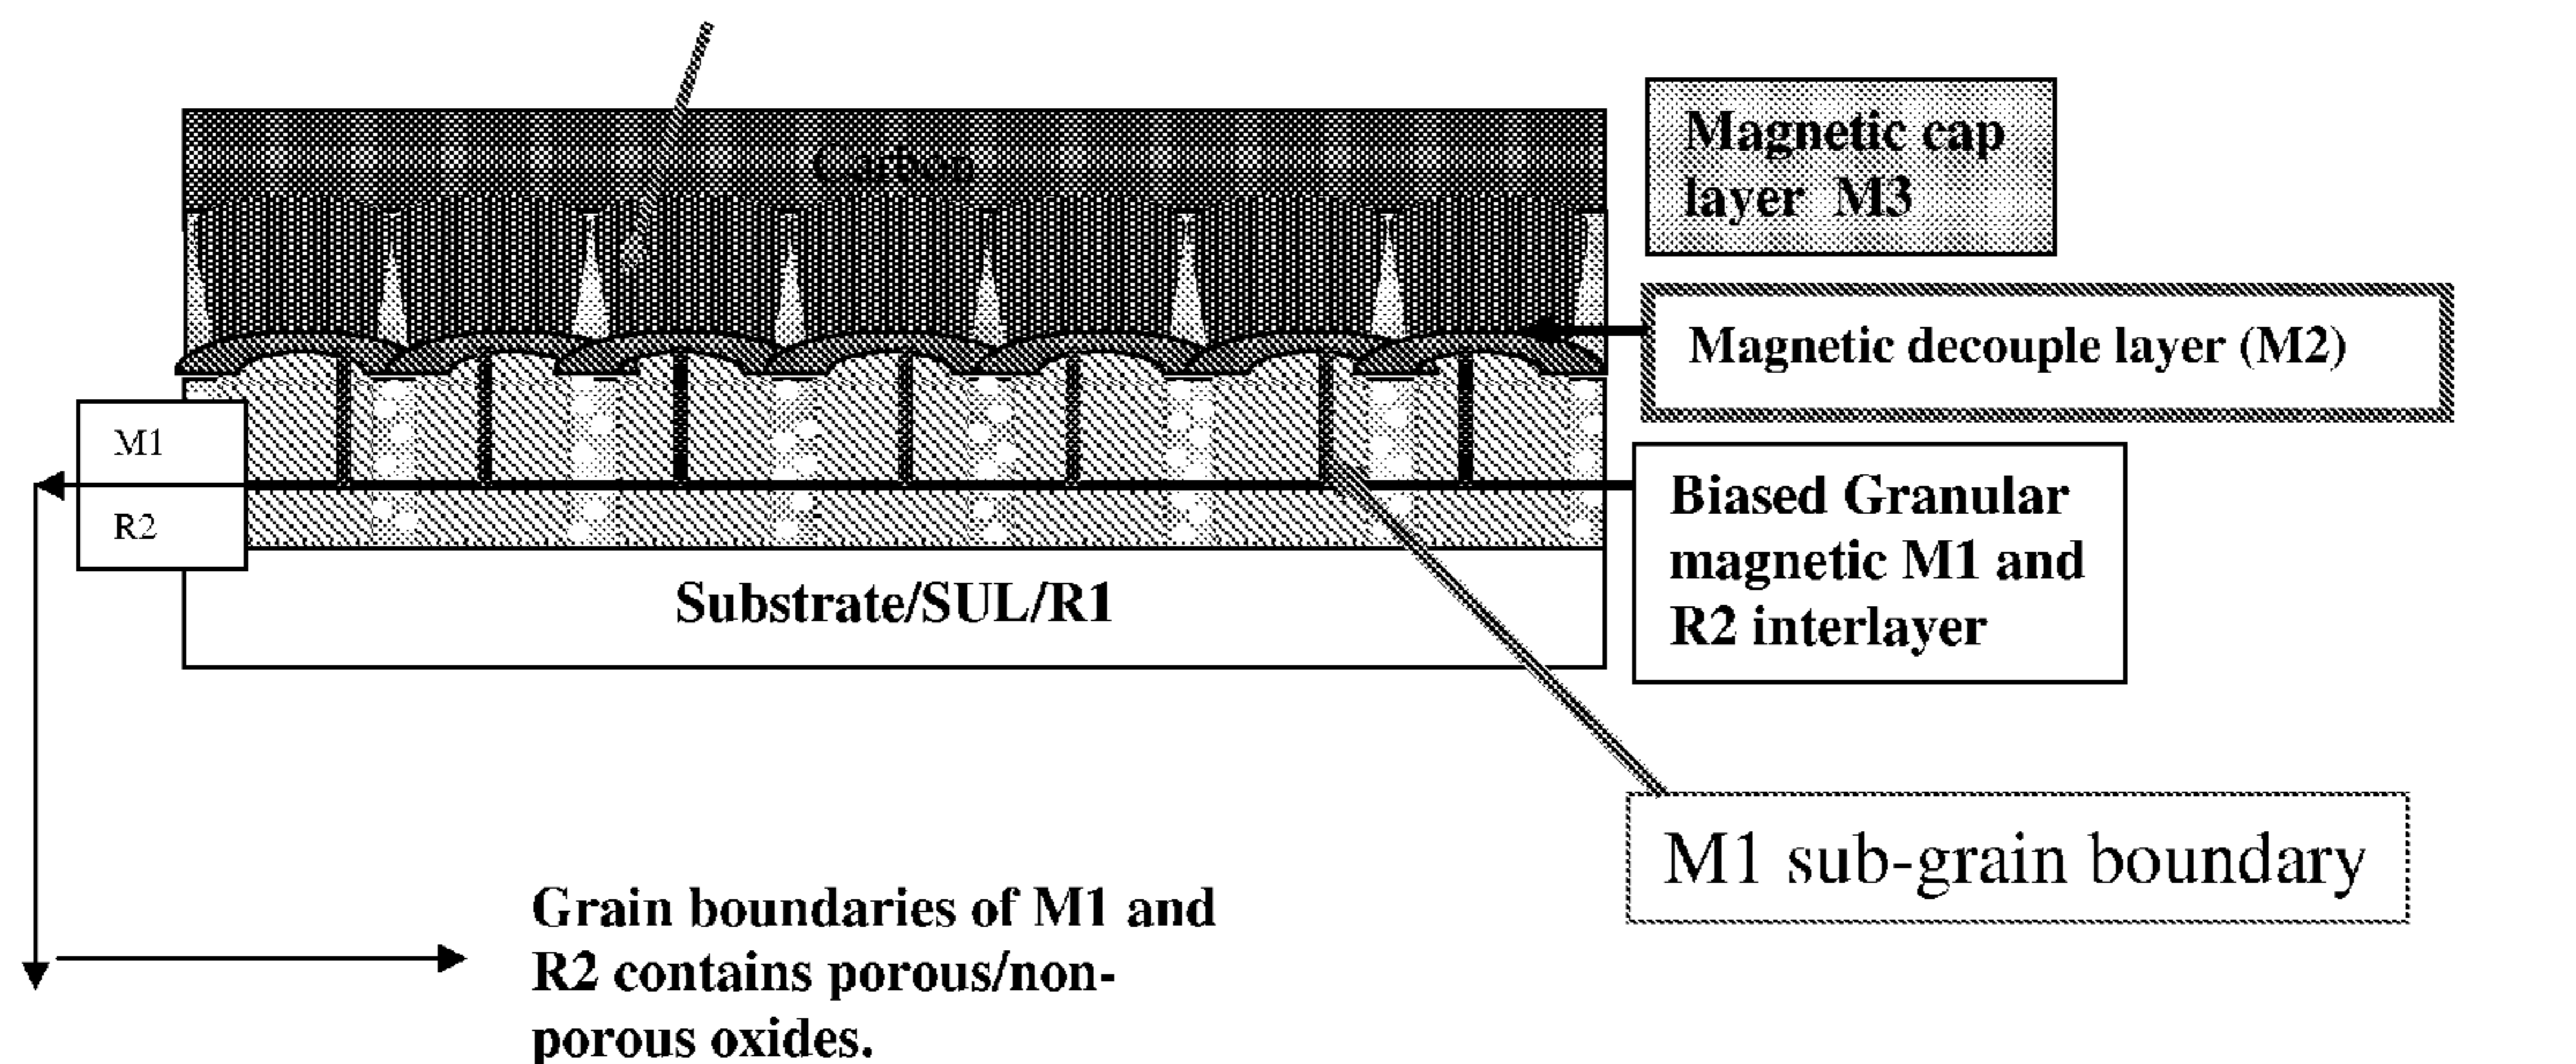 Carbon
Magnetic cap
layer M3
Magnetic decouple layer (M2)
M1
R2
Biased Granular
magnetic M1 and
R2 interlayer
Substrate/SUL/R1
M1 sub-grain boundary
Grain boundaries of M1 and
R2 contains porous/non-
porous oxides.